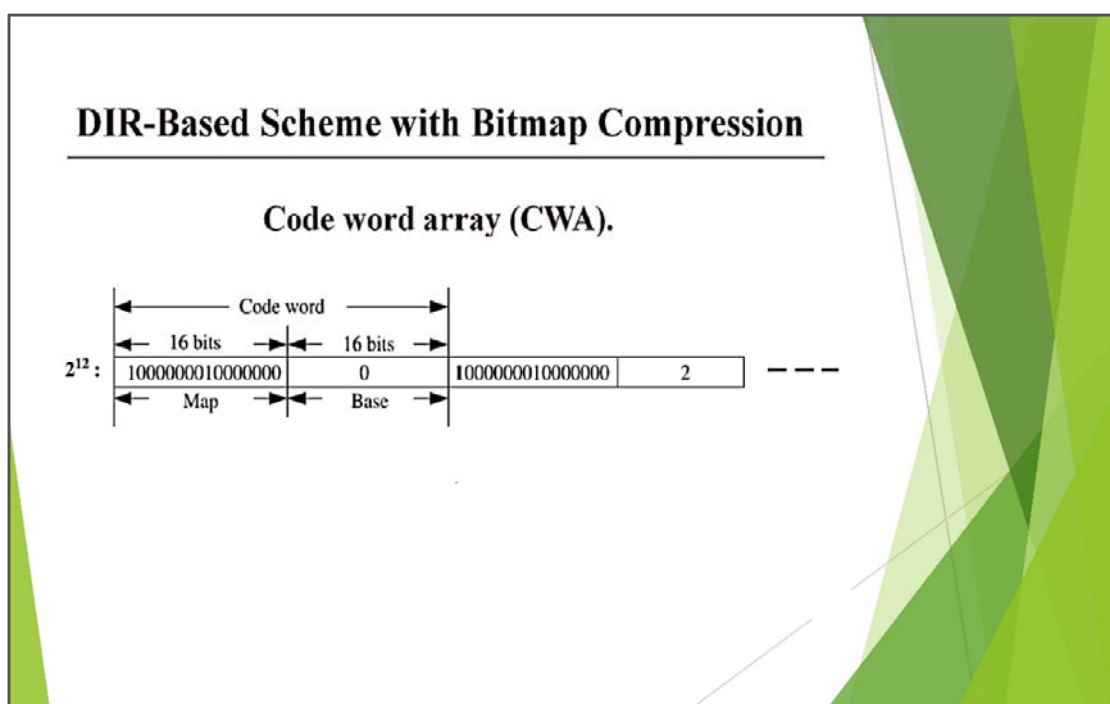 DIR-Based Scheme with Bitmap Compression
Code word array (CWA).
Code word
16 bits 16 bits
2¹² : 1000000010000000 0 10000000010000000 2
Map Base